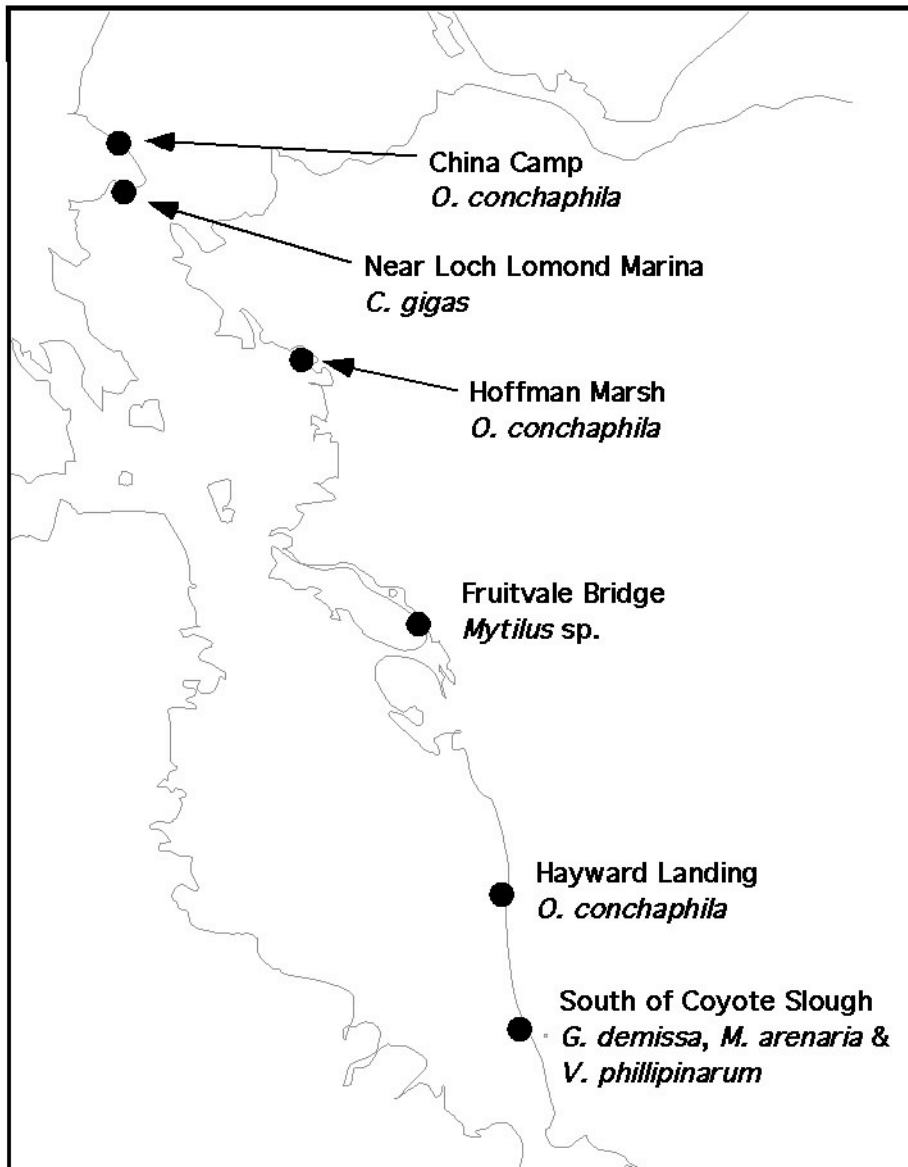 China Camp
O. conchaphila
Near Loch Lomond Marina
C. gigas
Hoffman Marsh
O. conchaphila
Fruitvale Bridge
Mytilus sp.
Hayward Landing
O. conchaphila
South of Coyote Slough
G. demissa, M. arenaria &
V. phillipinarum